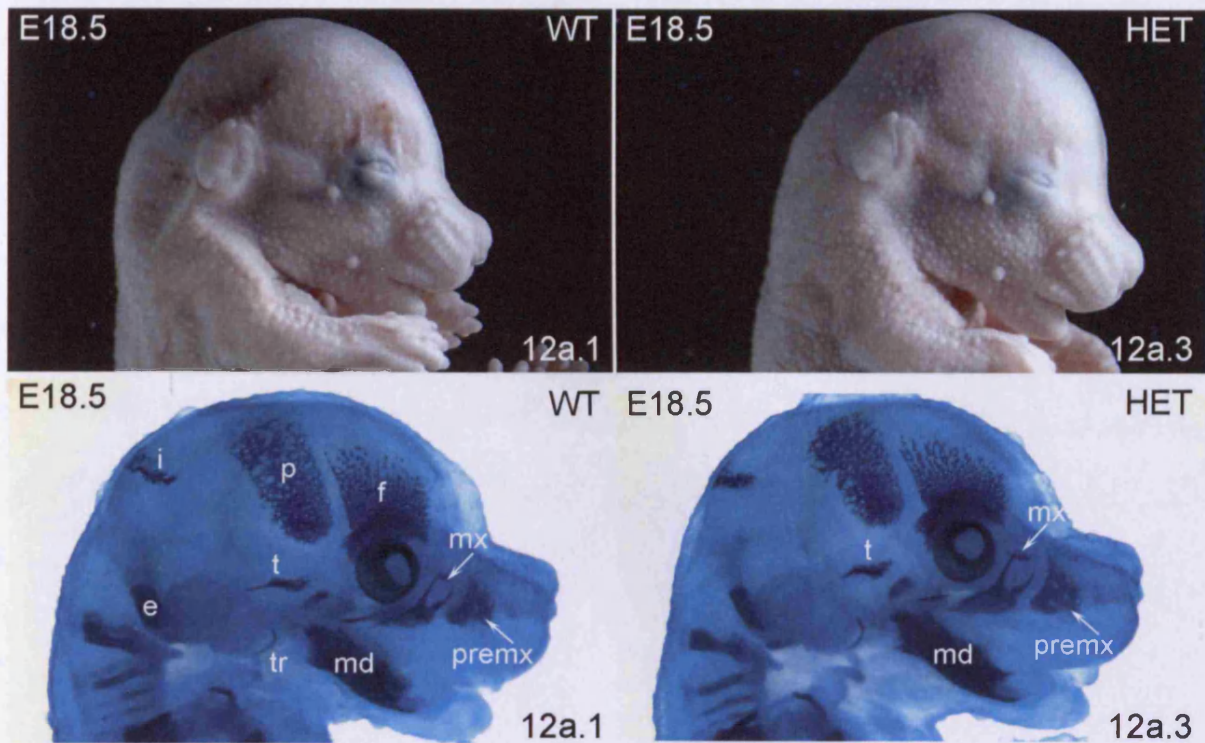 E18.5 WT
E18.5 HET
12a.1
12a.3
E18.5 WT
E18.5 HET
i
p
f
mx
t
e
tr
md
premx
12a.1
mx
t
md
premx
12a.3